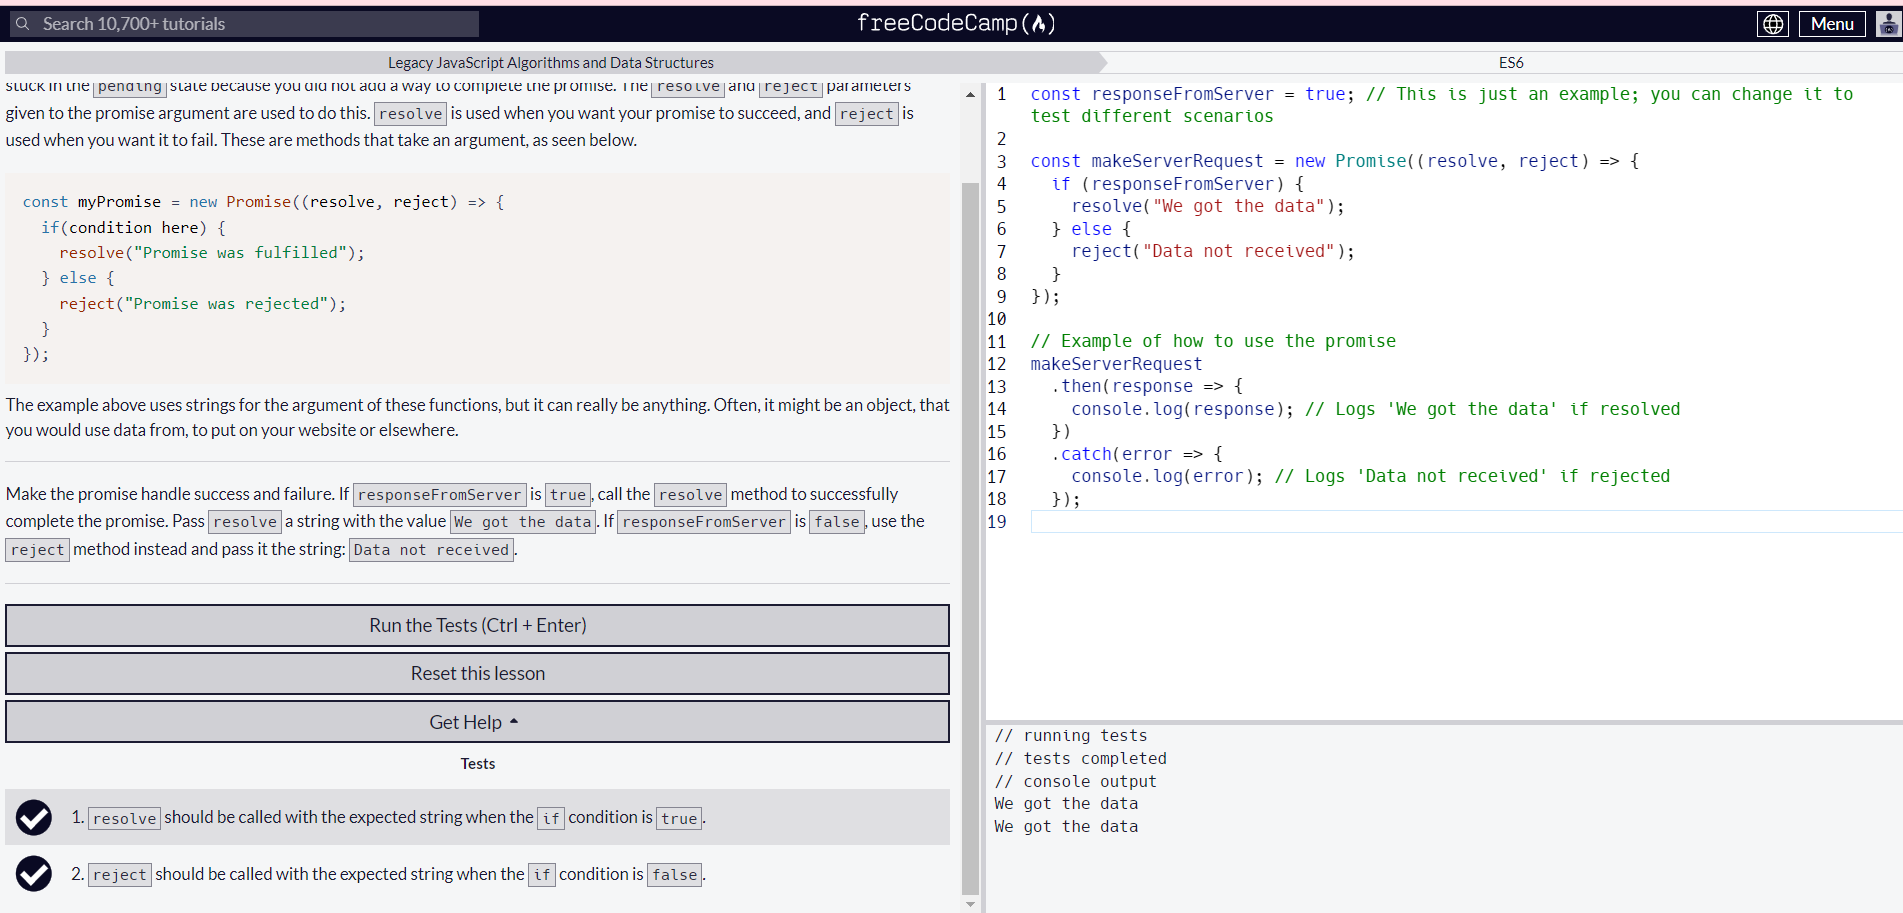 Search 10,700+ tutorials
freeCodeCamp
Menu
Legacy JavaScript Algorithms and Data Structures
ES6
stuck in the pending state because you did not add a way to complete the promise. The resolve and reject parameters
given to the promise argument are used to do this. resolve is used when you want your promise to succeed, and reject is
used when you want it to fail. These are methods that take an argument, as seen below.
const myPromise = new Promise((resolve, reject) => {
  if(condition here) {
    resolve("Promise was fulfilled");
  } else {
    reject("Promise was rejected");
  }
});
The example above uses strings for the argument of these functions, but it can really be anything. Often, it might be an object, that
you would use data from, to put on your website or elsewhere.
Make the promise handle success and failure. If responseFromServer is true, call the resolve method to successfully
complete the promise. Pass resolve a string with the value We got the data. If responseFromServer is false, use the
reject method instead and pass it the string: Data not received.
Run the Tests (Ctrl + Enter)
Reset this lesson
Get Help
Tests
1. resolve should be called with the expected string when the if condition is true.
2. reject should be called with the expected string when the if condition is false.
1 const responseFromServer = true; // This is just an example; you can change it to
test different scenarios
2
3 const makeServerRequest = new Promise((resolve, reject) => {
4   if (responseFromServer) {
5     resolve("We got the data");
6   } else {
7     reject("Data not received");
8   }
9 });
10
11 // Example of how to use the promise
12 makeServerRequest
13   .then(response => {
14     console.log(response); // Logs 'We got the data' if resolved
15   })
16   .catch(error => {
17     console.log(error); // Logs 'Data not received' if rejected
18   });
19
// running tests
// tests completed
// console output
We got the data
We got the data